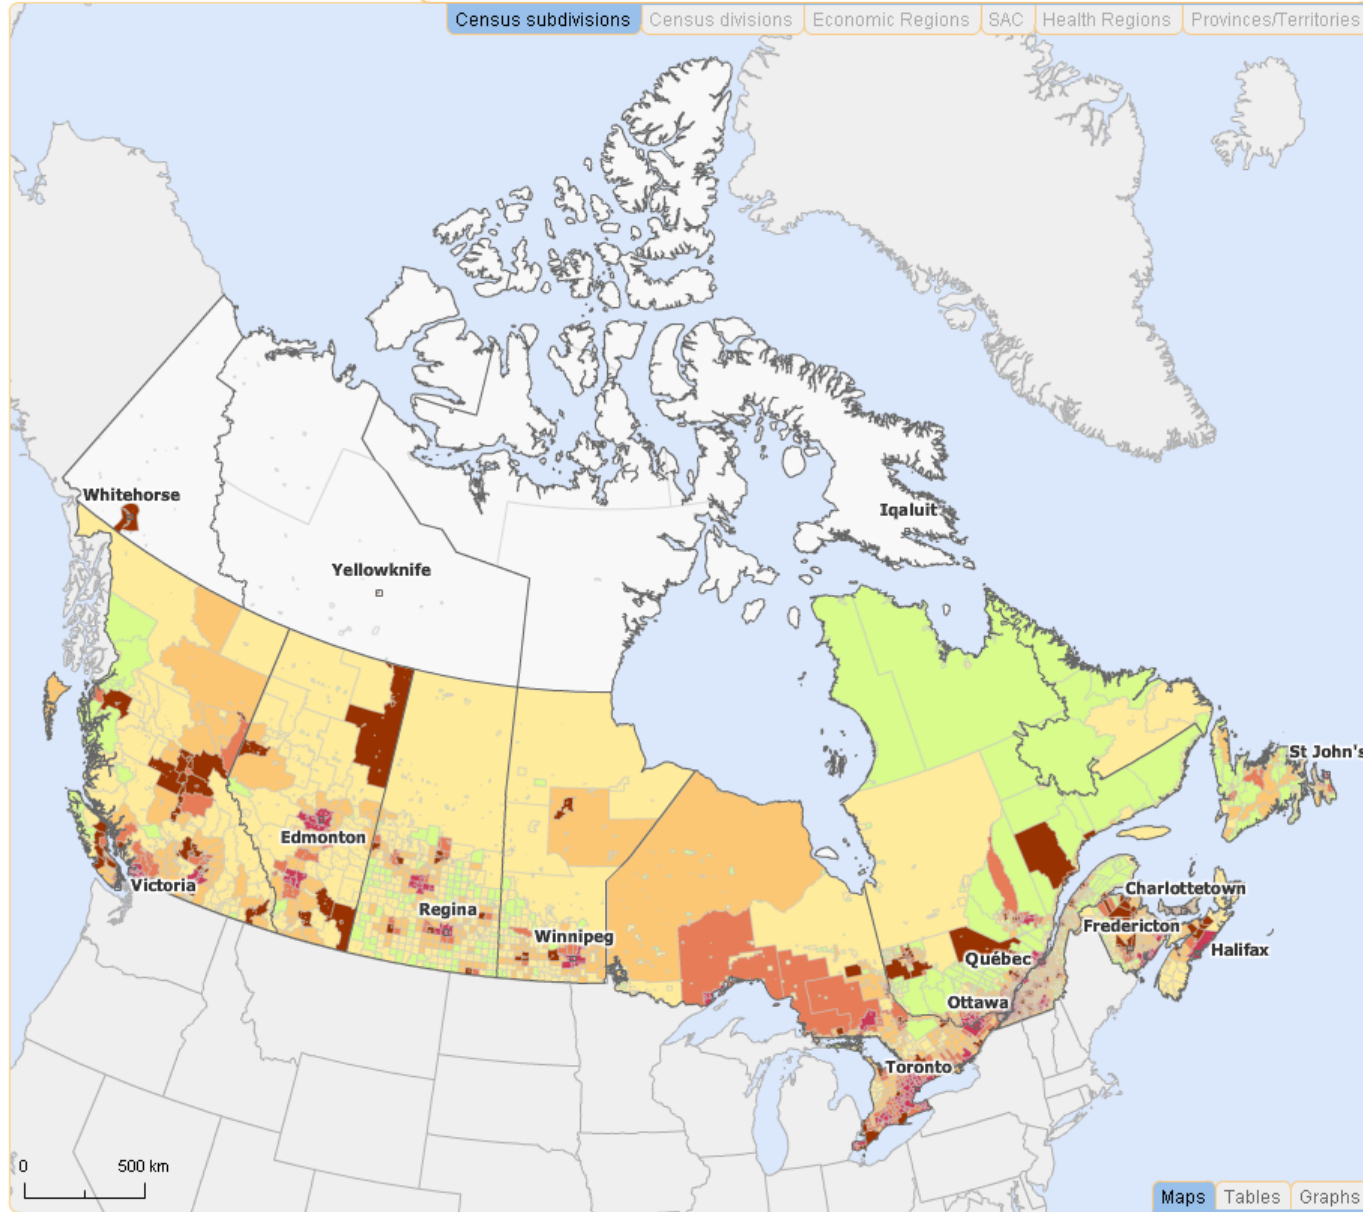 Census subdivisions
Census divisions
Economic Regions
SAC
Health Regions
Provinces/Territories
Whitehorse
Iqaluit
Yellowknife
St John's
Edmonton
Victoria
Charlottetown
Regina
Fredericton
Winnipeg
Halifax
Québec
Ottawa
Toronto
0 500 km
Maps
Tables
Graphs